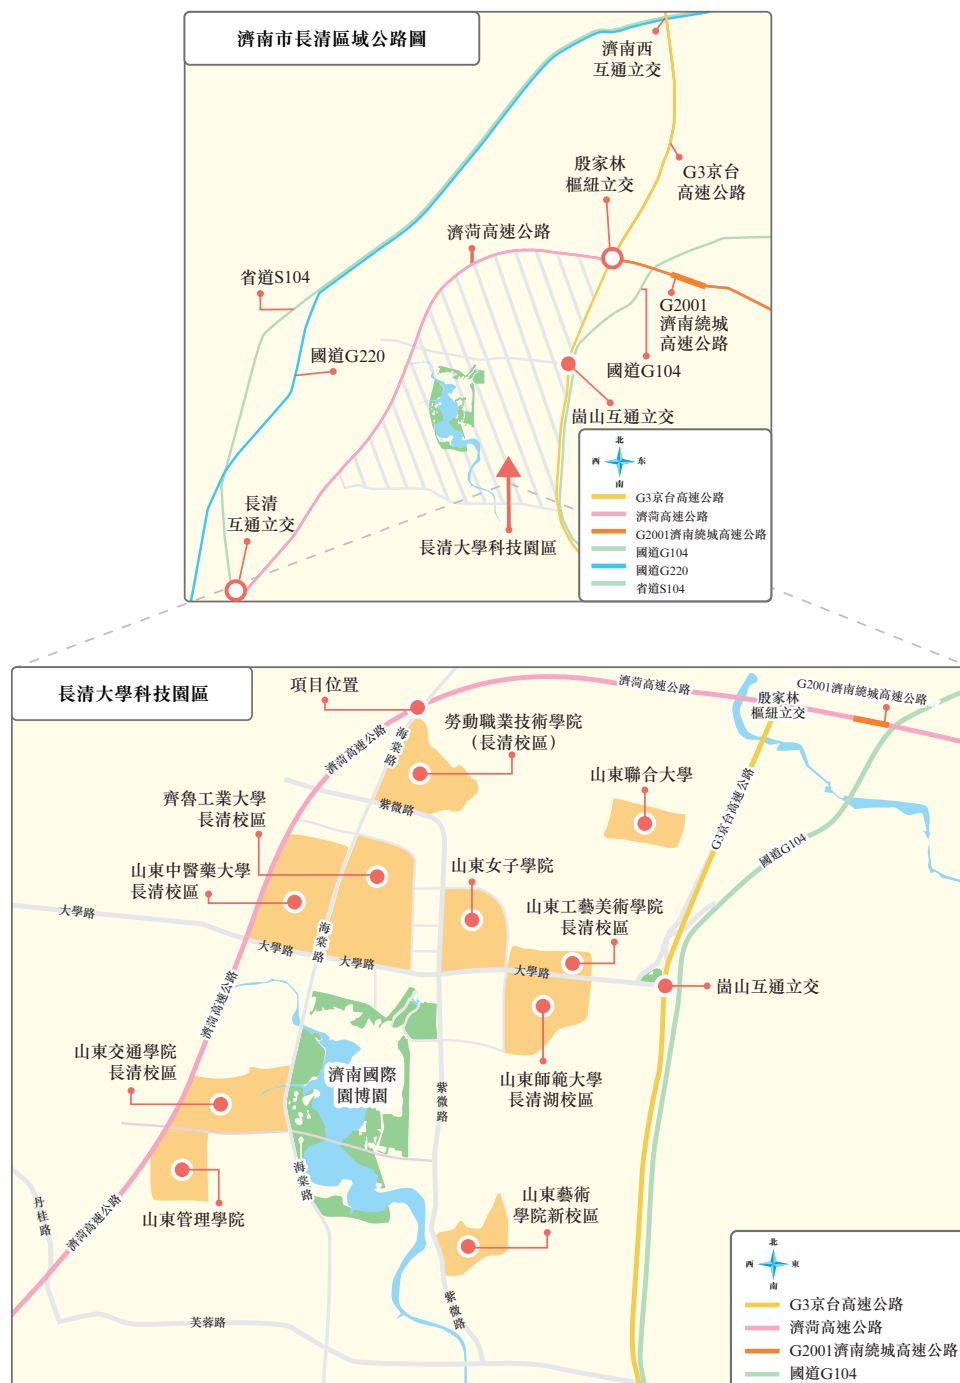 濟南市長清區域公路圖
濟南西
互通立交
殷家林
樞紐立交
G3京台
高速公路
濟菏高速公路
省道S104
G2001
濟南繞城
高速公路
國道G220
國道G104
崮山互通立交
長清
互通立交
長清大學科技園區
北
西
东
南
G3京台高速公路
濟菏高速公路
G2001濟南繞城高速公路
國道G104
國道G220
省道S104
長清大學科技園區
項目位置
濟菏高速公路
G2001濟南繞城高速公路
殷家林
樞紐立交
勞動職業技術學院
（長清校區）
海棠路
濟菏高速公路
山東聯合大學
紫微路
齊魯工業大學
長清校區
G3京台高速公路
國道G104
山東中醫藥大學
長清校區
山東女子學院
山東工藝美術學院
長清校區
大學路
海棠路
大學路
大學路
大學路
崮山互通立交
濟菏高速公路
山東交通學院
長清校區
濟南國際
園博園
山東師範大學
長清湖校區
紫微路
海棠路
山東管理學院
山東藝術
學院新校區
丹桂路
濟菏高速公路
紫微路
芙蓉路
北
西
東
南
G3京台高速公路
濟菏高速公路
G2001濟南繞城高速公路
國道G104